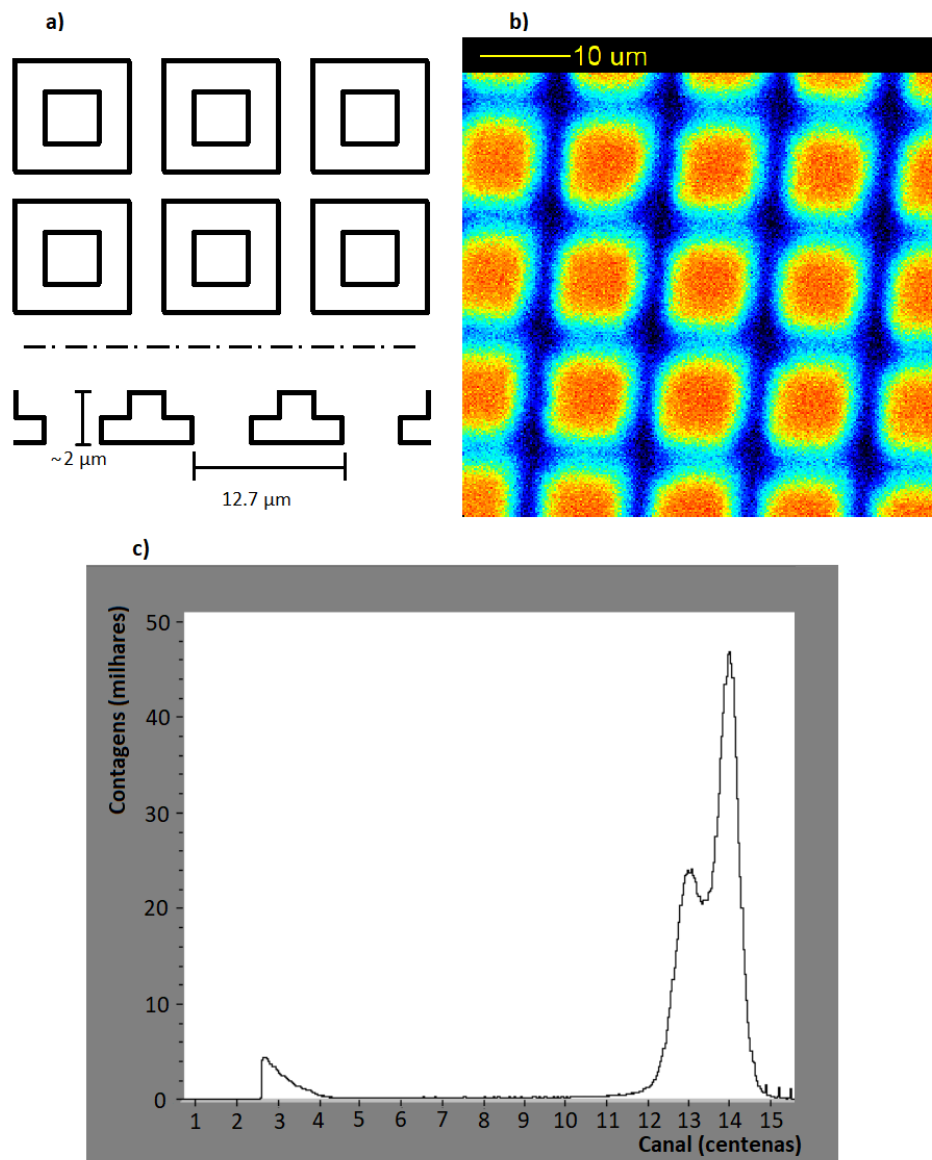 a)
b)
10 um
~2 μm
12.7 μm
c)
Contagens (milhares)
50
40
30
20
10
0
1 2 3 4 5 6 7 8 9 10 11 12 13 14 15
Canal (centenas)